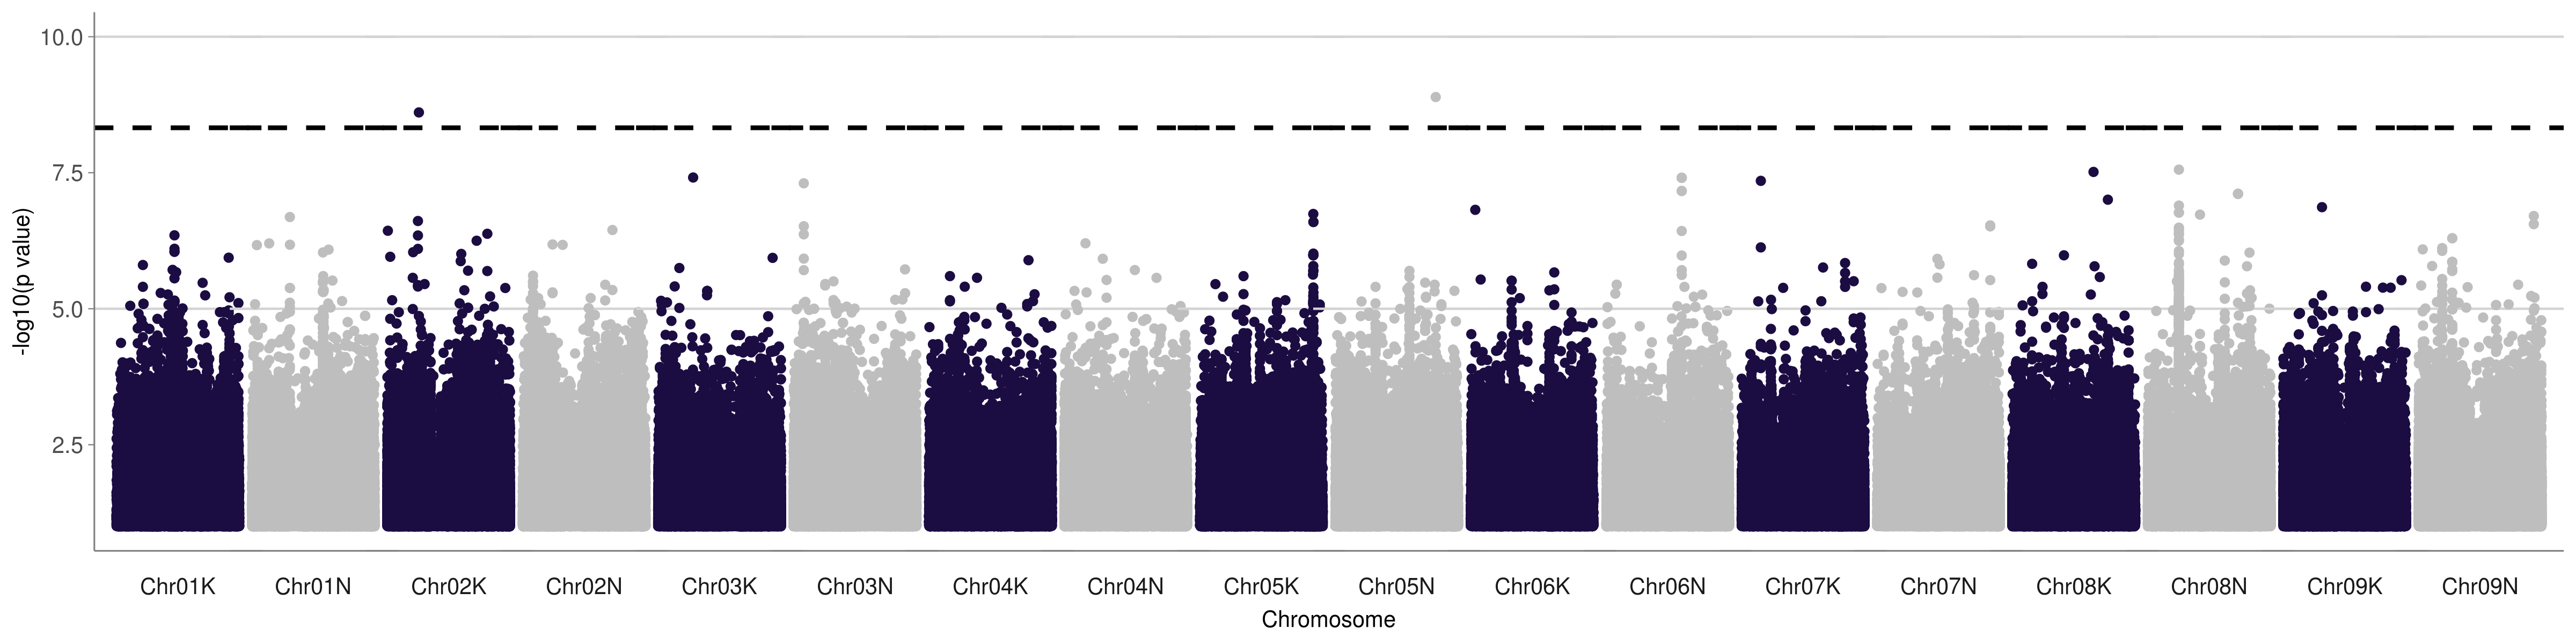 -log10(p value)
10.0
7.5
5.0
2.5
Chr01K Chr01N Chr02K Chr02N Chr03K Chr03N Chr04K Chr04N Chr05K Chr05N Chr06K Chr06N Chr07K Chr07N Chr08K Chr08N Chr09K Chr09N
Chromosome